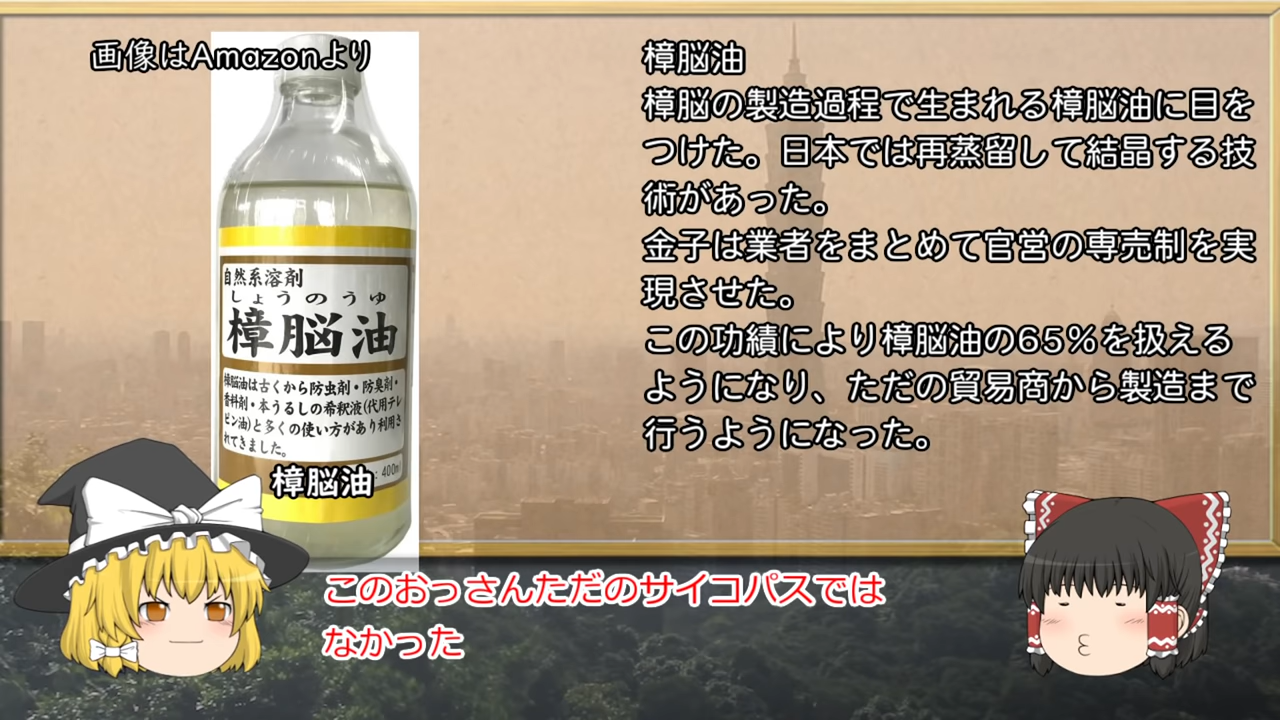 画像はAmazonより
自然系溶剤
しょうのうゆ
樟脳油
樟脳油は古くから防虫剤・防臭剤・
香料剤・本うるしの希釈液(代用テレ
ピン油)と多くの使い方があり利用さ
れてきました。
: 400ml
樟脳油
樟脳油
樟脳の製造過程で生まれる樟脳油に目を
つけた。日本では再蒸留して結晶する技
術があった。
金子は業者をまとめて官営の専売制を実
現させた。
この功績により樟脳油の65%を扱える
ようになり、ただの貿易商から製造まで
行うようになった。
このおっさんただのサイコパスでは
なかった